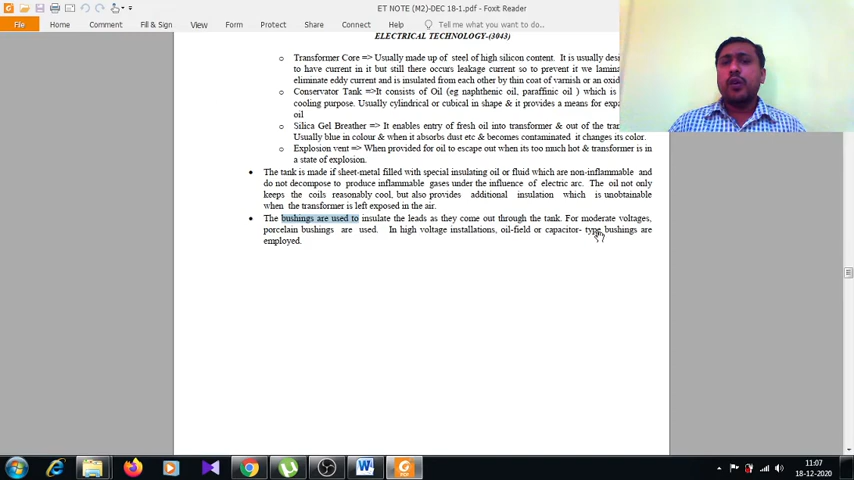 ET NOTE (M2)-DEC 18-1.pdf - Foxit Reader
File Home Comment Fill & Sign View Form Protect Share Connect Help Extras Tell me what you want to do...
ELECTRICAL TECHNOLOGY-(3043)
o Transformer Core => Usually made up of steel of high silicon content. It is usually desi
to have current in it but still there occurs leakage current so to prevent it we lamina
eliminate eddy current and is insulated from each other by thin coat of varnish or an oxid
o Conservator Tank =>It consists of Oil (eg naphthenic oil, paraffinic oil ) which is
cooling purpose. Usually cylindrical or cubical in shape & it provides a means for expa
oil
o Silica Gel Breather => It enables entry of fresh oil into transformer & out of the tra
Usually blue in colour & when it absorbs dust etc & becomes contaminated it changes its color.
o Explosion vent => When provided for oil to escape out when its too much hot & transformer is in
a state of explosion.
• The tank is made if sheet-metal filled with special insulating oil or fluid which are non-inflammable and
do not decompose to produce inflammable gases under the influence of electric arc. The oil not only
keeps the coils reasonably cool, but also provides additional insulation which is unobtainable
when the transformer is left exposed in the air.
• The bushings are used to insulate the leads as they come out through the tank. For moderate voltages,
porcelain bushings are used. In high voltage installations, oil-field or capacitor- type bushings are
employed.
11:07
18-12-2020